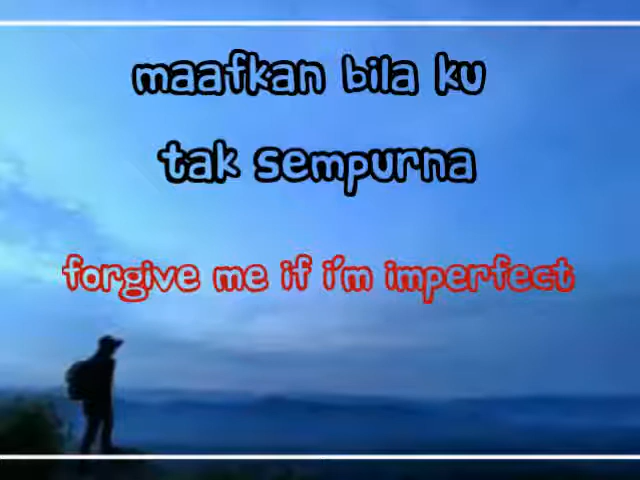 maafkan bila ku
tak sempurna
forgive me if i'm imperfect